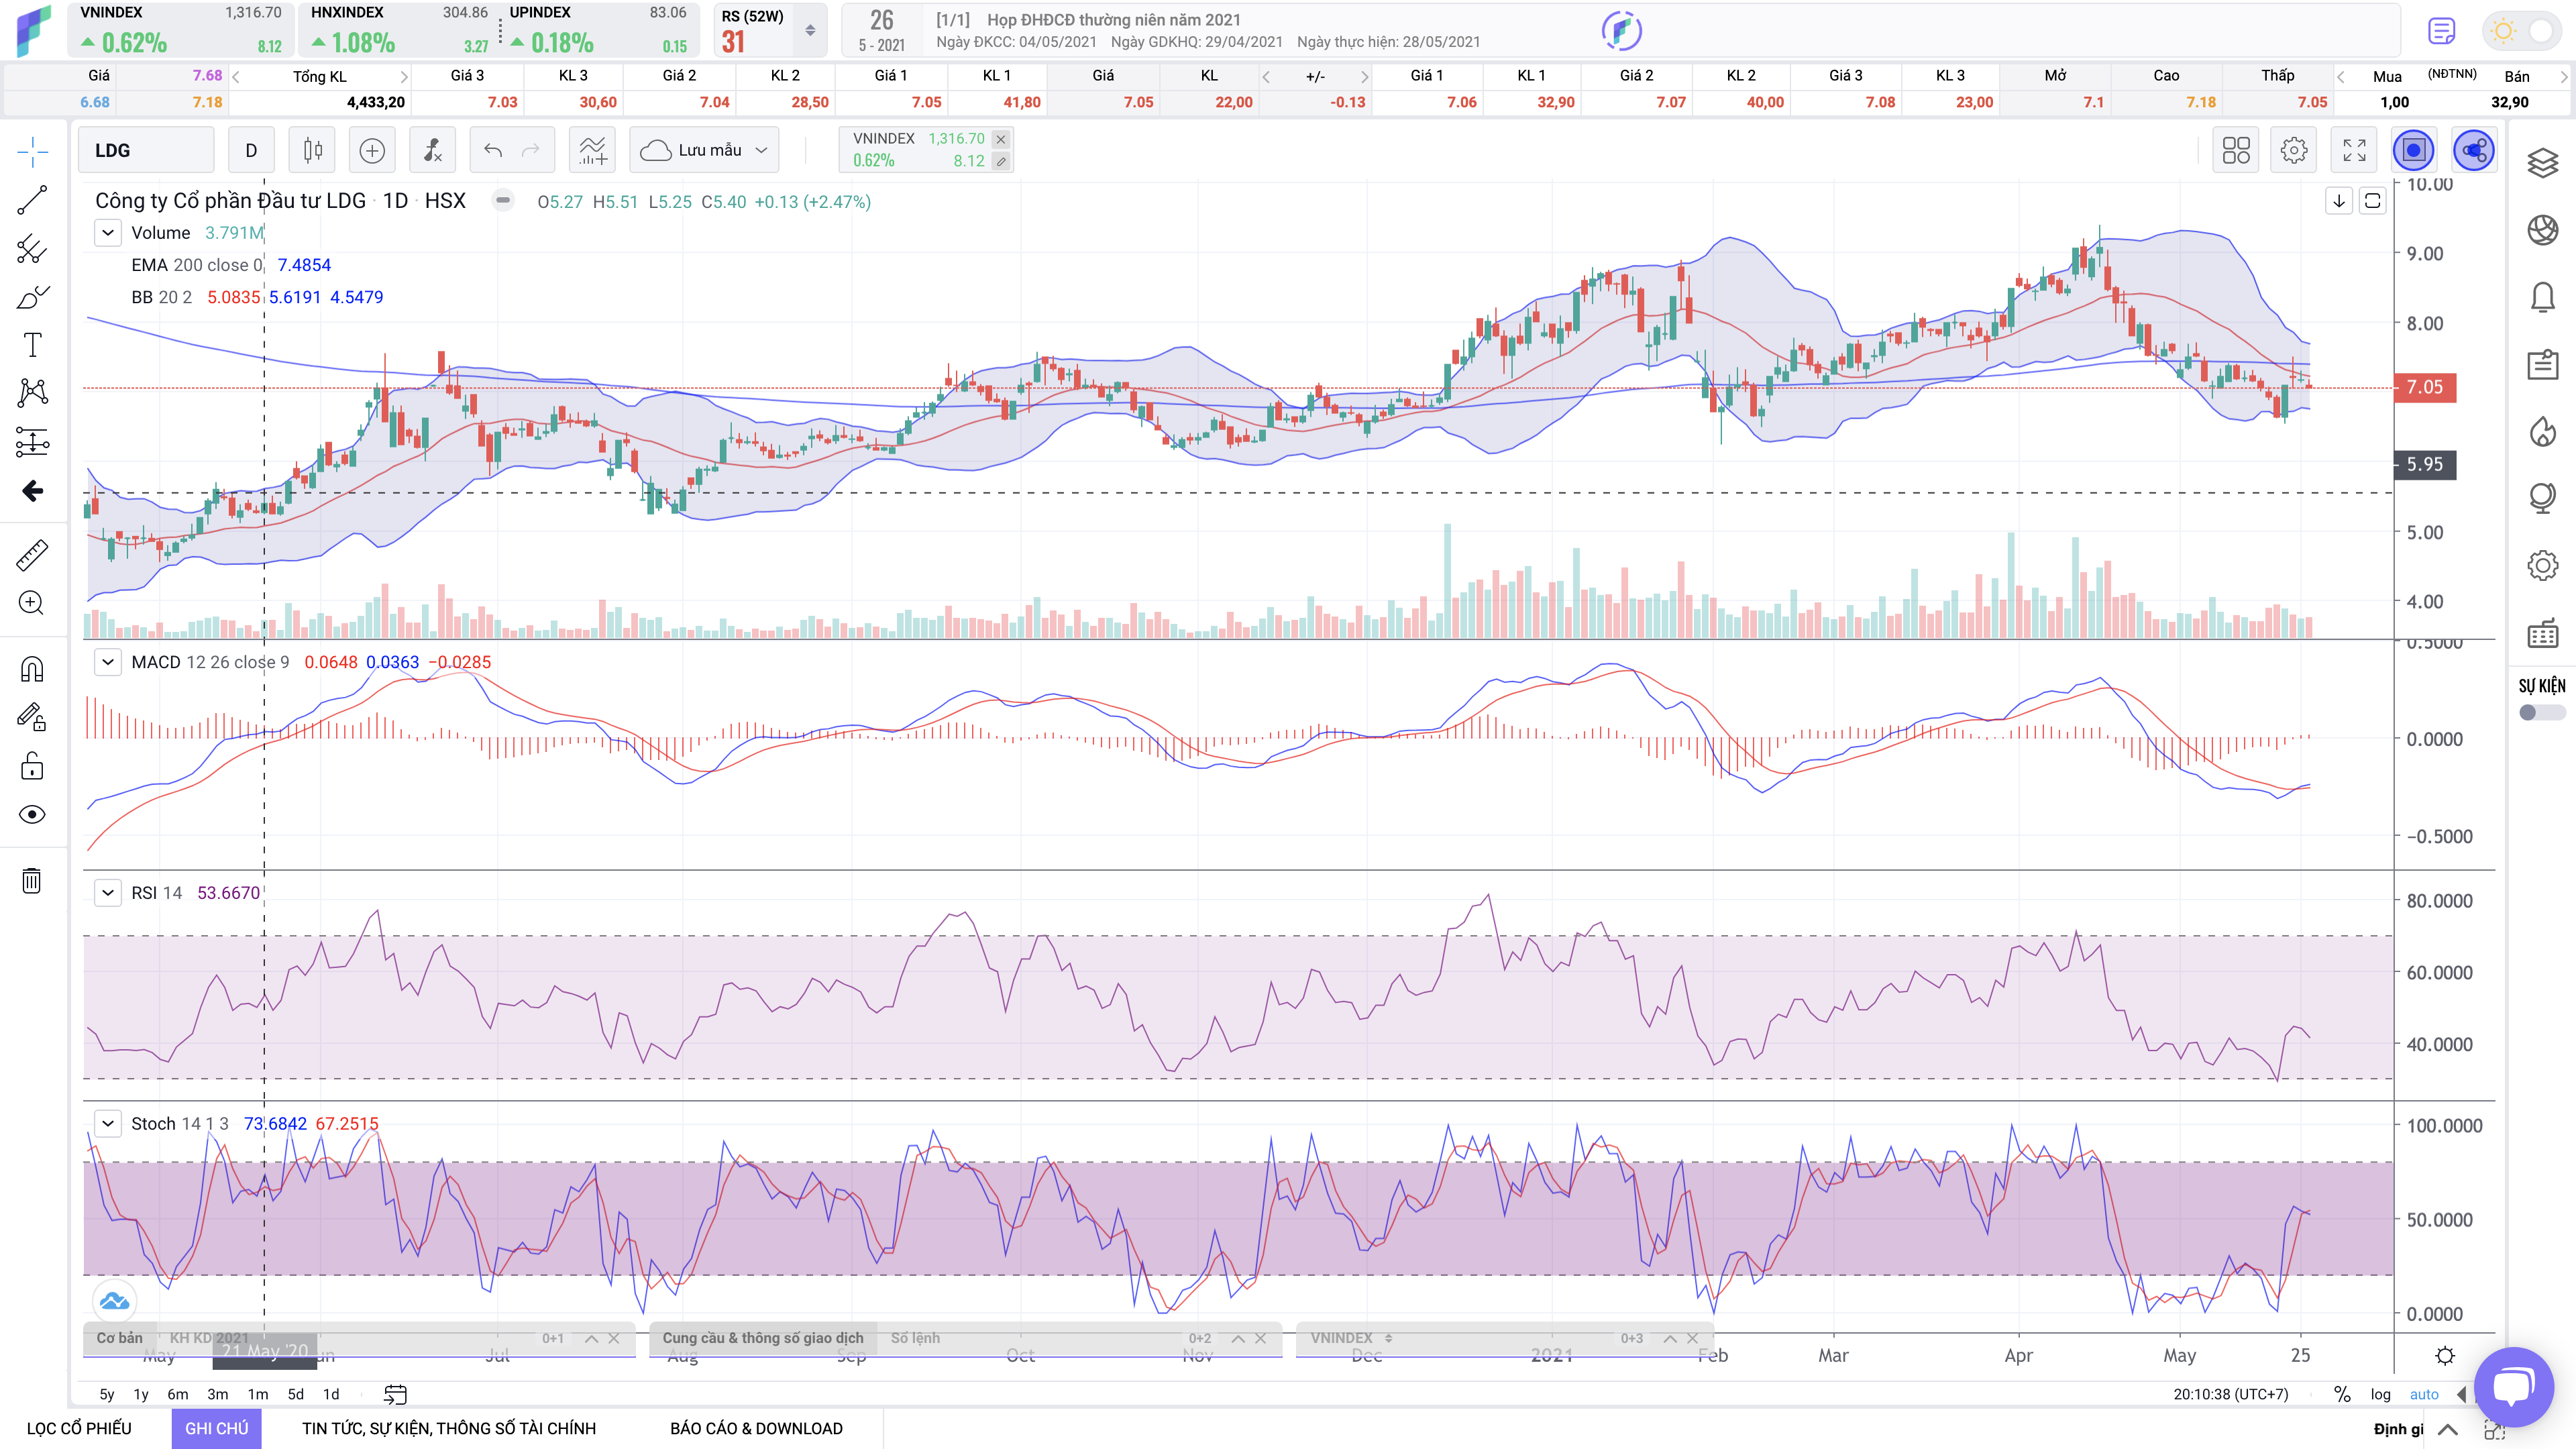 VNINDEX 1,316.70 HNXINDEX 304.86 UPINDEX 83.06
0.62% 8.12 1.08% 3.27 0.18% 0.15
RS (52W)
31
26
5 - 2021
[1/1] Họp ĐHĐCĐ thường niên năm 2021
Ngày ĐKCC: 04/05/2021 Ngày GDKHQ: 29/04/2021 Ngày thực hiện: 28/05/2021
Giá 7.68 Tổng KL Giá 3 KL 3 Giá 2 KL 2 Giá 1 KL 1 Giá KL +/- Giá 1 KL 1 Giá 2 KL 2 Giá 3 KL 3 Mở Cao Thấp Mua (NĐTNN) Bán
6.68 7.18 4,433,20 7.03 30,60 7.04 28,50 7.05 41,80 7.05 22,00 -0.13 7.06 32,90 7.07 40,00 7.08 23,00 7.1 7.18 7.05 1,00 32,90
LDG D Lưu mẫu
VNINDEX 1,316.70
0.62% 8.12
Công ty Cổ phần Đầu tư LDG · 1D · HSX O5.27 H5.51 L5.25 C5.40 +0.13 (+2.47%)
Volume 3.791M
EMA 200 close 0 7.4854
BB 20 2 5.0835 5.6191 4.5479
10.00
9.00
8.00
7.05
5.95
5.00
4.00
MACD 12 26 close 9 0.0648 0.0363 −0.0285
0.5000
0.0000
−0.5000
SỰ KIỆN
RSI 14 53.6670
80.0000
60.0000
40.0000
Stoch 14 1 3 73.6842 67.2515
100.0000
50.0000
0.0000
Cơ bản KH KD 2021 0+1 Cung cầu & thông số giao dịch Sổ lệnh 0+2 VNINDEX 0+3
May 21 May '20 un Jul Aug Sep Oct Nov Dec 2021 Feb Mar Apr May 25
5y 1y 6m 3m 1m 5d 1d 20:10:38 (UTC+7) % log auto
LỌC CỔ PHIẾU GHI CHÚ TIN TỨC, SỰ KIỆN, THÔNG SỐ TÀI CHÍNH BÁO CÁO & DOWNLOAD Định gi